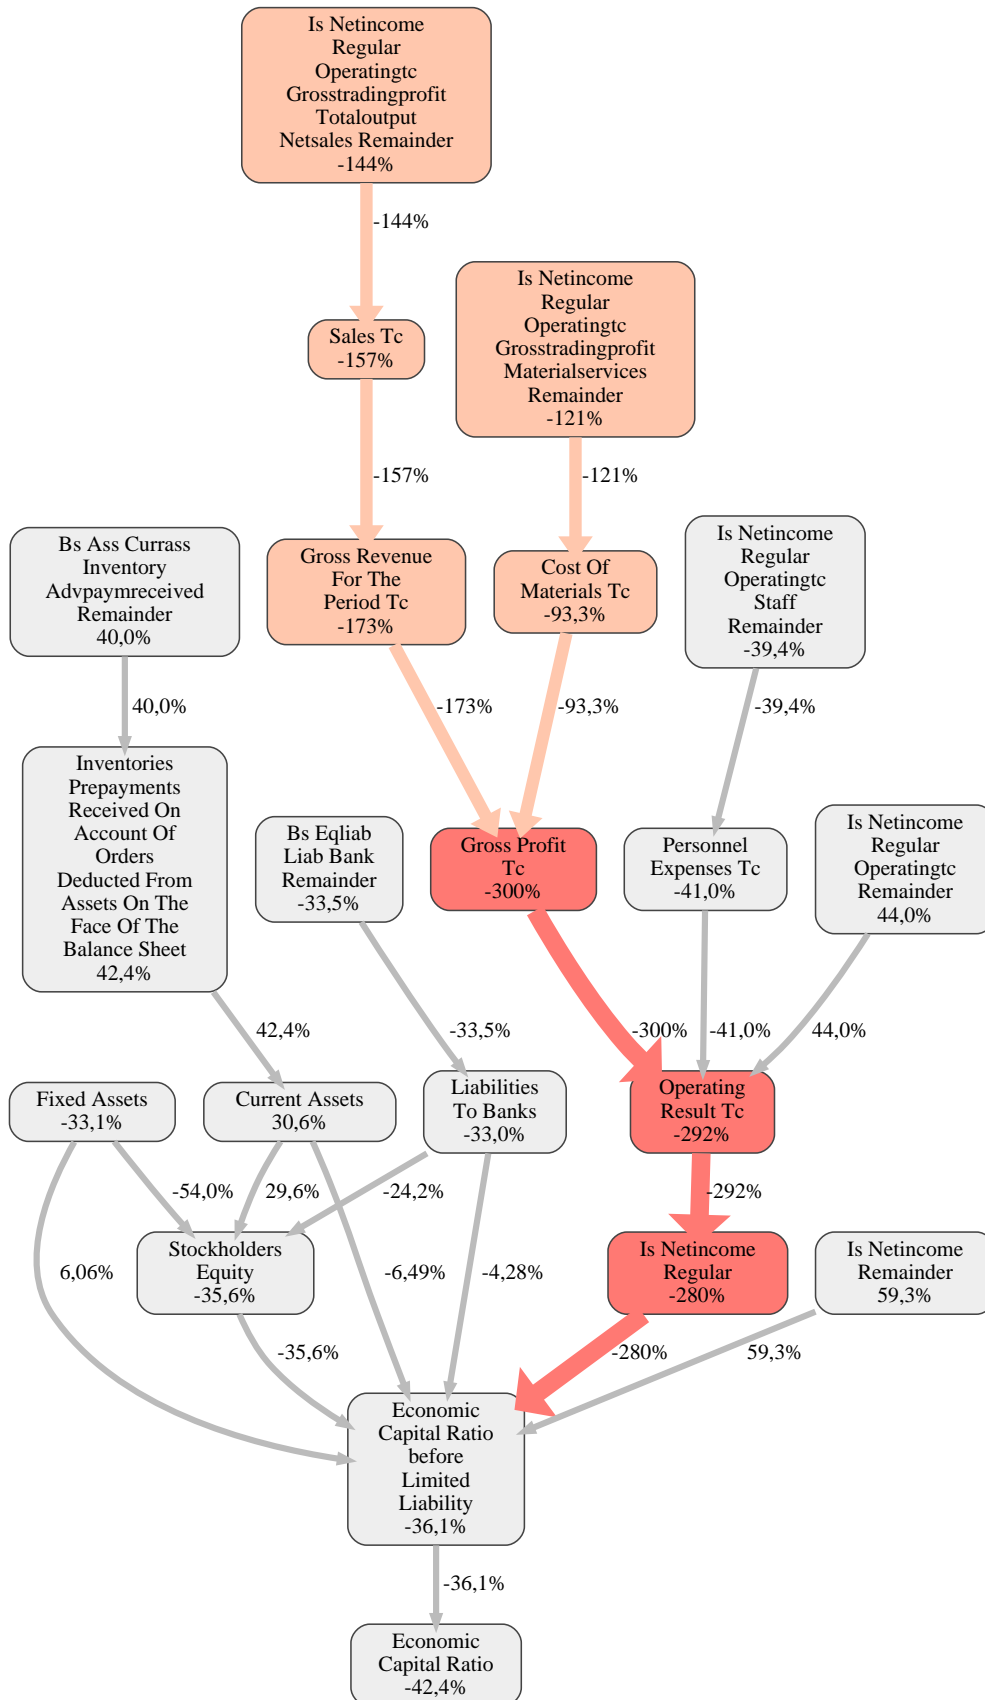 Is Netincome
Regular
Operatingtc
Grosstradingprofit
Totaloutput
Netsales Remainder
-144%
-144%
Sales Tc
-157%
Is Netincome
Regular
Operatingtc
Grosstradingprofit
Materialservices
Remainder
-121%
-157%
-121%
Bs Ass Currass
Inventory
Advpaymreceived
Remainder
40,0%
Gross Revenue
For The
Period Tc
-173%
Cost Of
Materials Tc
-93,3%
Is Netincome
Regular
Operatingtc
Staff
Remainder
-39,4%
40,0%
-173%
-93,3%
-39,4%
Inventories
Prepayments
Received On
Account Of
Orders
Deducted From
Assets On The
Face Of The
Balance Sheet
42,4%
Bs Eqliab
Liab Bank
Remainder
-33,5%
Gross Profit
Tc
-300%
Personnel
Expenses Tc
-41,0%
Is Netincome
Regular
Operatingtc
Remainder
44,0%
42,4%
-33,5%
-300%
-41,0%
44,0%
Fixed Assets
-33,1%
Current Assets
30,6%
Liabilities
To Banks
-33,0%
Operating
Result Tc
-292%
-54,0%
29,6%
-24,2%
-292%
Stockholders
Equity
-35,6%
Is Netincome
Regular
-280%
Is Netincome
Remainder
59,3%
6,06%
-6,49%
-4,28%
-35,6%
-280%
59,3%
Economic
Capital Ratio
before
Limited
Liability
-36,1%
-36,1%
Economic
Capital Ratio
-42,4%